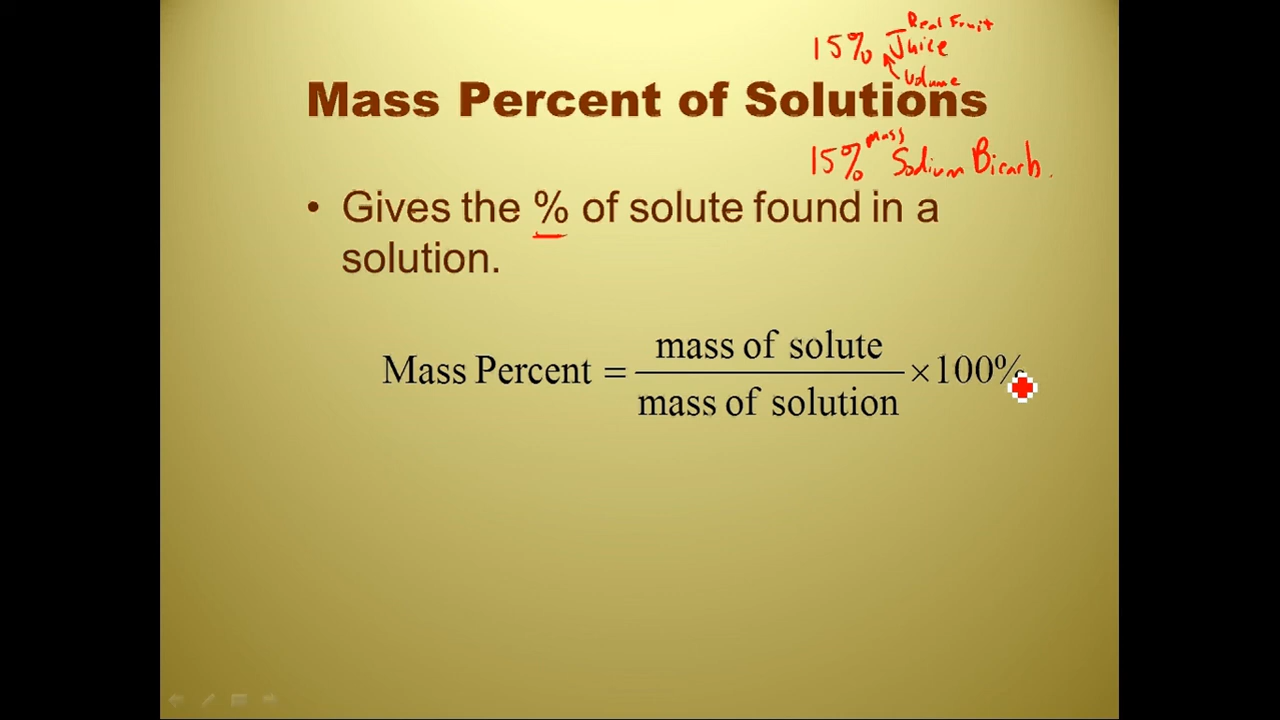 Real Fruit
15% Juice
Volume
Mass Percent of Solutions
mass
15% Sodium Bicarb.
• Gives the % of solute found in a
solution.
Mass Percent = mass of solute / mass of solution × 100%